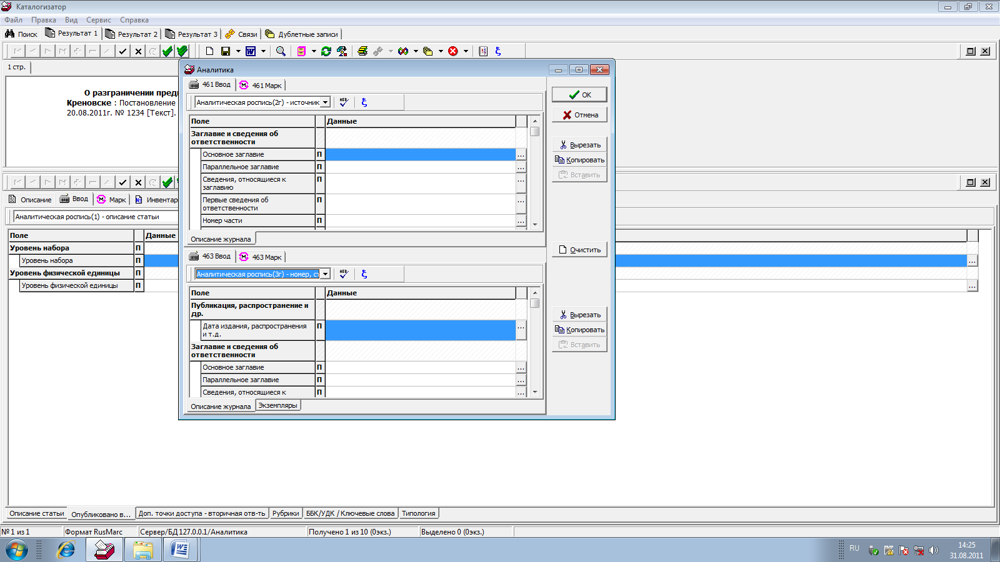 Каталогизатор
Файл Правка Вид Сервис Справка
Поиск Результат 1 Результат 2 Результат 3 Связи Дублетные записи
1 стр.
О разграничении
Креновске : Постановление
20.08.2011г. № 1234 [Текст].
Описание Ввод Марк
Аналитическая роспись(1) - описание статьи
Поле Данные
Уровень набора П
Уровень набора П
Уровень физической единицы П
Уровень физической единицы П
Аналитика
461 Ввод 461 Марк
Аналитическая роспись(2г) - источник
Поле Данные
Заглавие и сведения об
ответственности
Основное заглавие П ...
Параллельное заглавие П ...
Сведения, относящиеся к П ...
заглавию
Первые сведения об П ...
ответственности
Номер части П ...
Описание журнала
463 Ввод 463 Марк
Аналитическая роспись(3г) - номер,
Поле Данные
Публикация, распространение и
др.
Дата издания, распространения П ...
и т.д.
Заглавие и сведения об
ответственности
Основное заглавие П ...
Параллельное заглавие П ...
Сведения, относящиеся к П ...
Описание журнала Экземпляры
OK
Отмена
Вырезать
Копировать
Вставить
Очистить
Вырезать
Копировать
Вставить
...
...
Описание статьи Опубликовано в... Доп. точки доступа - вторичная отв-ть Рубрики ББК/УДК / Ключевые слова Типология
№ 1 из 1 Формат RusMarc Сервер/БД 127.0.0.1/Аналитика Получено 1 из 10 (0экз.) Выделено 0 (0экз.)
RU 14:25
31.08.2011